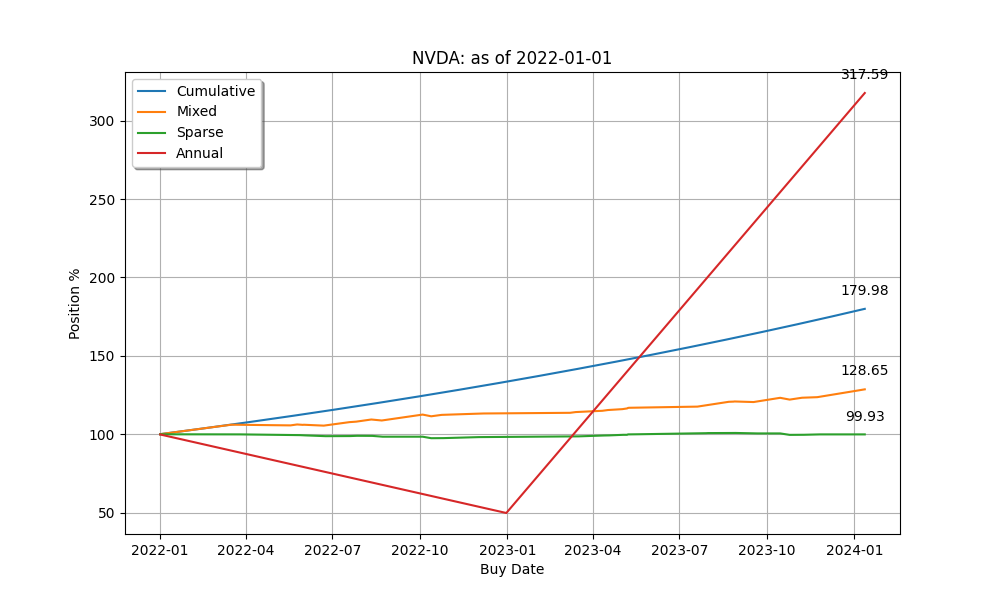 NVDA: as of 2022-01-01
317.59
Cumulative
Mixed
Sparse
Annual
300
250
200
179.98
150
128.65
99.93
100
50
Position %
2022-01 2022-04 2022-07 2022-10 2023-01 2023-04 2023-07 2023-10 2024-01
Buy Date